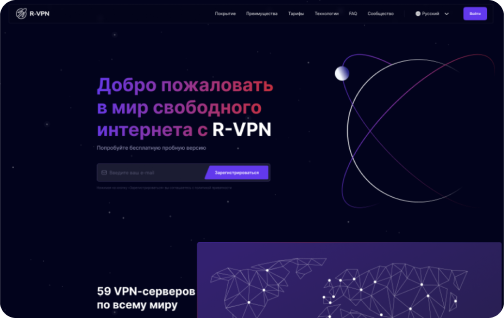 R-VPN
Покрытие Преимущества Тарифы Технологии FAQ Сообщество Русский Войти
Добро пожаловать
в мир свободного
интернета с R-VPN
Попробуйте бесплатную пробную версию
Введите ваш e-mail Зарегистрироваться
59 VPN-серверов
по всему миру